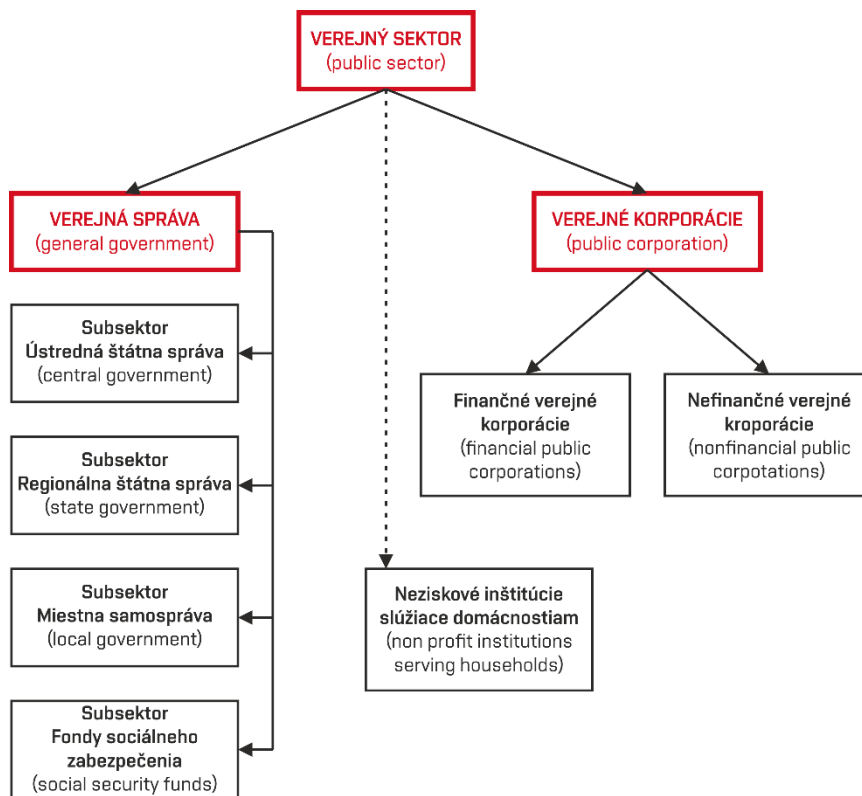 VEREJNÝ SEKTOR
(public sector)
VEREJNÁ SPRÁVA
(general government)
VEREJNÉ KORPORÁCIE
(public corporation)
Subsektor
Ústredná štátna správa
(central government)
Finančné verejné
korporácie
(financial public
corporations)
Nefinančné verejné
kroporácie
(nonfinancial public
corpotations)
Subsektor
Regionálna štátna správa
(state government)
Subsektor
Miestna samospráva
(local government)
Neziskové inštitúcie
slúžiace domácnostiam
(non profit institutions
serving households)
Subsektor
Fondy sociálneho
zabezpečenia
(social security funds)